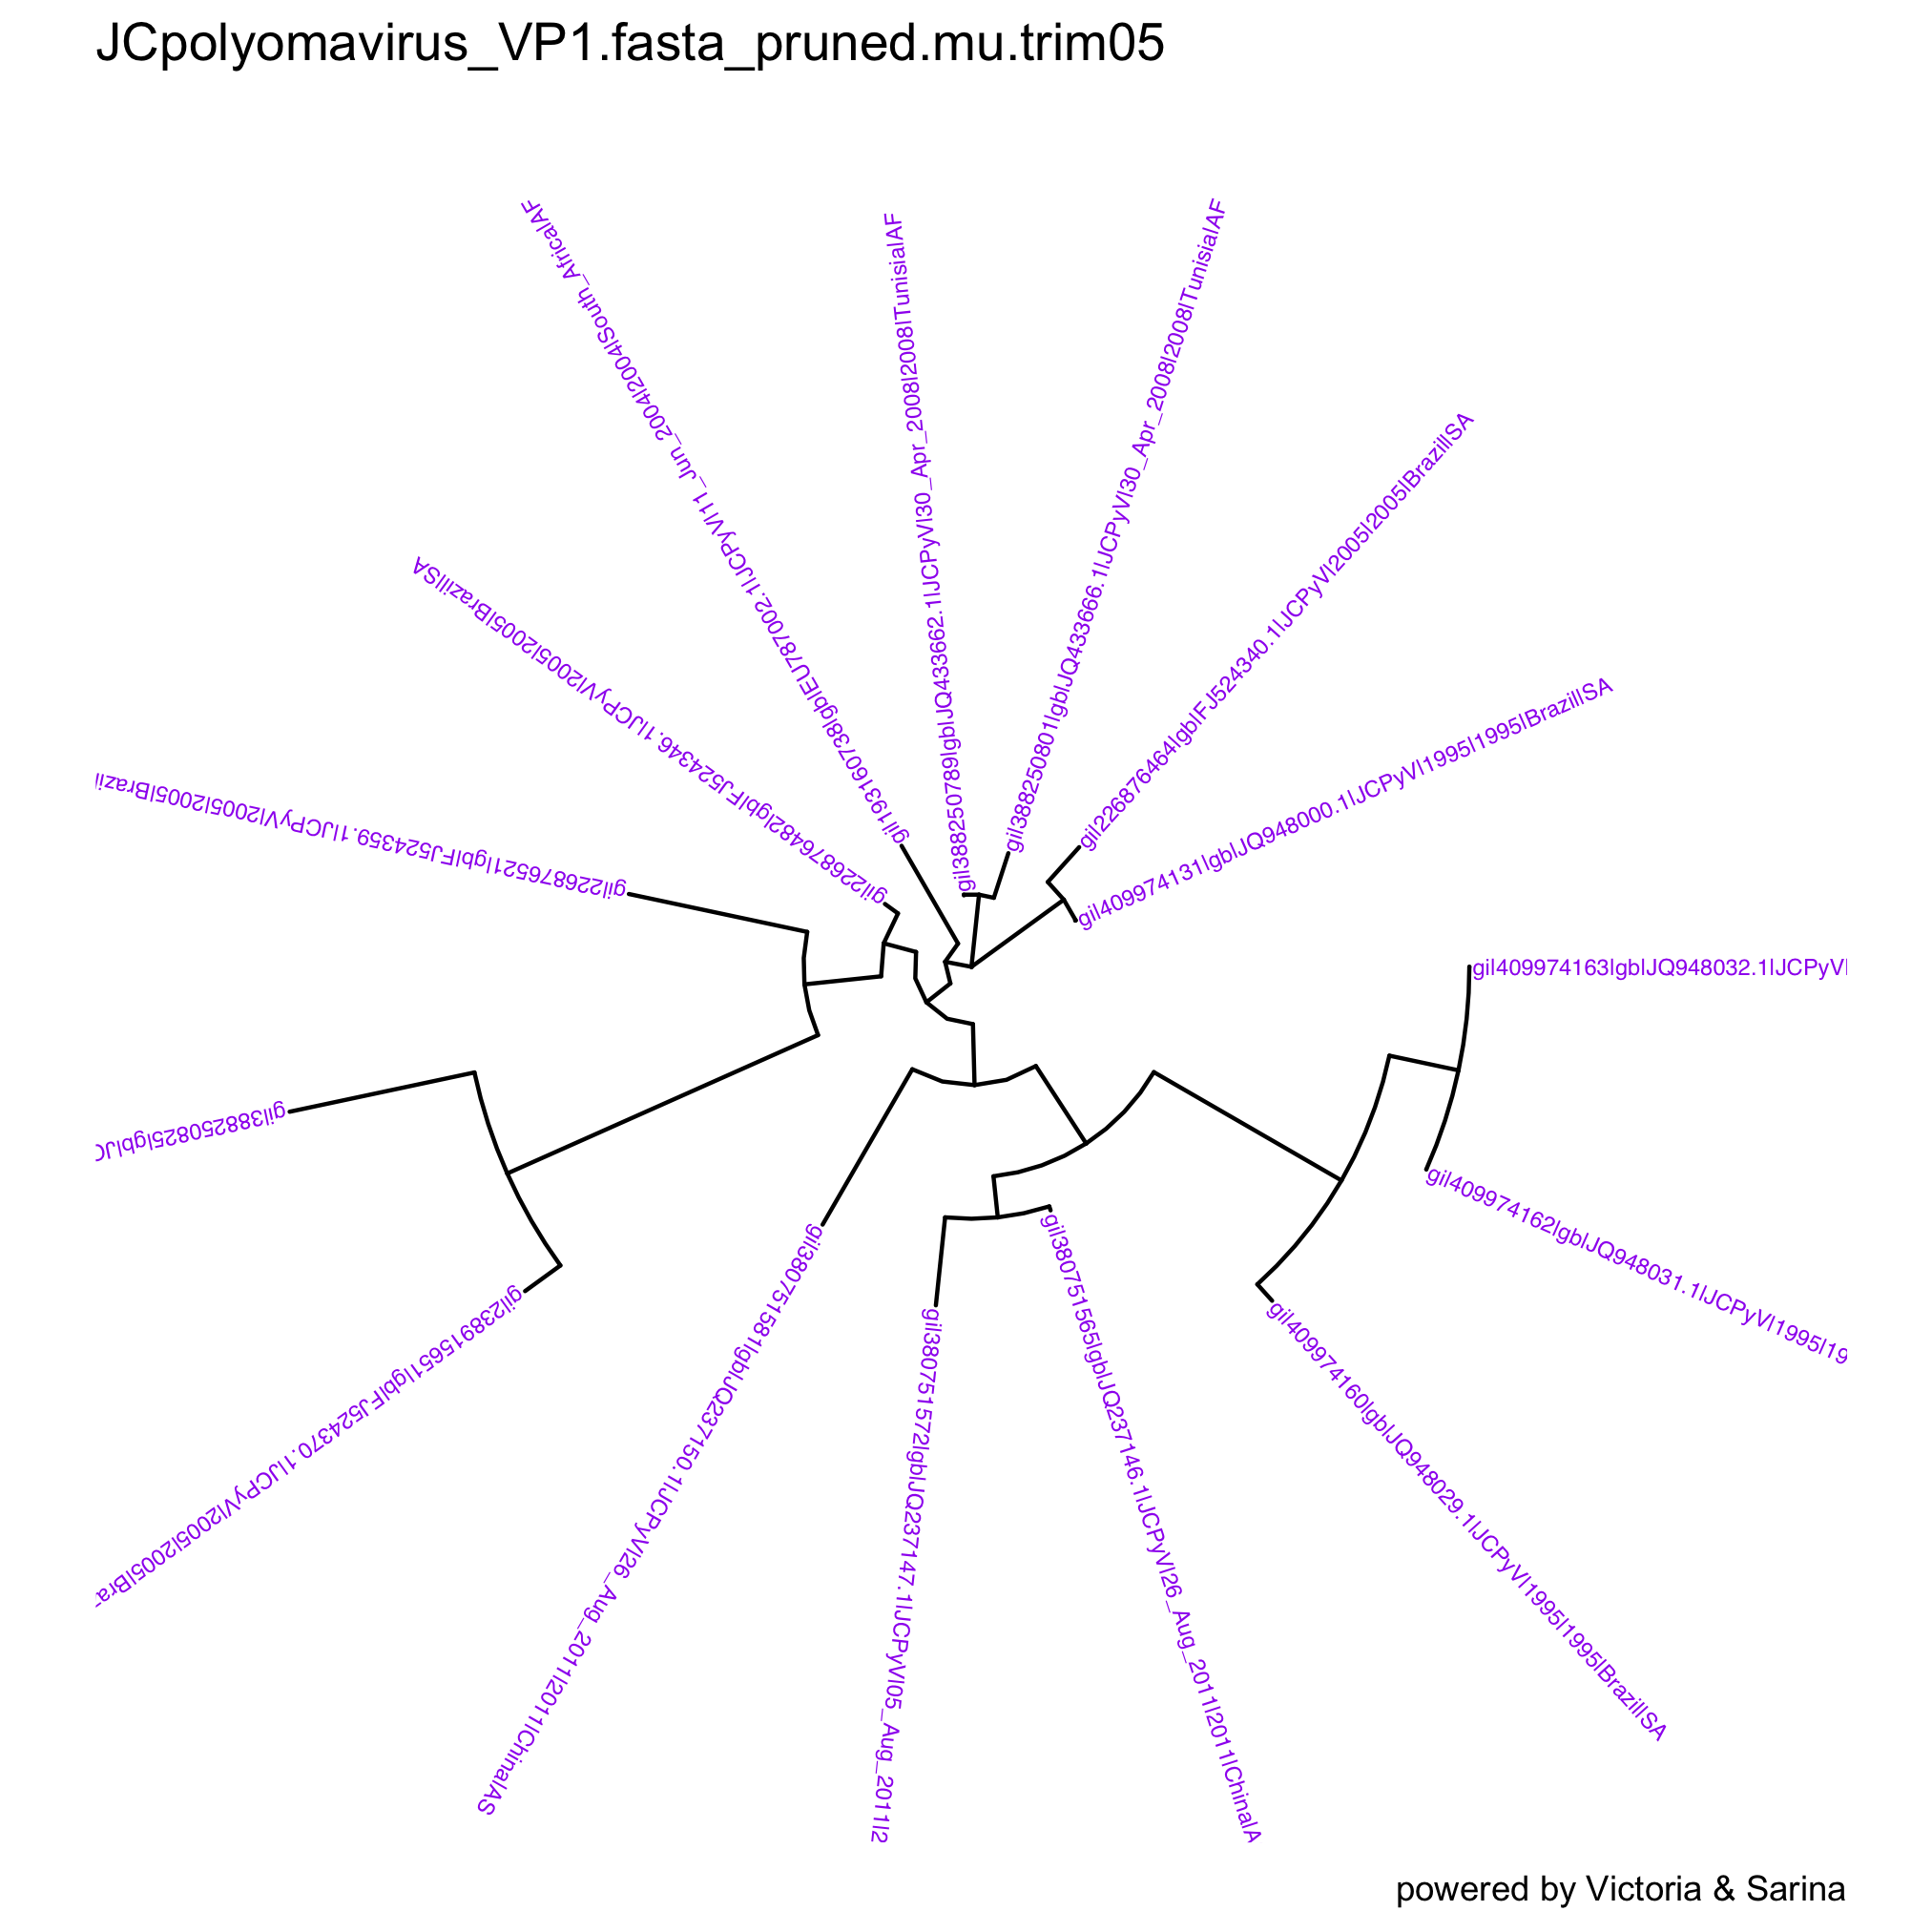 JCpolyomavirus_VP1.fasta_pruned.mu.trim05
gi|193160738|gb|EU787002.1|JCPyV|11_Jun_2004|2004|South_Africa|AF
gi|388250789|gb|JQ433662.1|JCPyV|30_Apr_2008|2008|Tunisia|AF
gi|388250801|gb|JQ433666.1|JCPyV|30_Apr_2008|2008|Tunisia|AF
gi|226876464|gb|FJ524340.1|JCPyV|2005|2005|Brazil|SA
gi|409974131|gb|JQ948000.1|JCPyV|1995|1995|Brazil|SA
gi|226876482|gb|FJ524346.1|JCPyV|2005|2005|Brazil|SA
gi|226876521|gb|FJ524359.1|JCPyV|2005|2005|Brazil
gi|409974163|gb|JQ948032.1|JCPyV|
gi|388250825|gb|JQ
gi|409974162|gb|JQ948031.1|JCPyV|1995|19
gi|238915651|gb|FJ524370.1|JCPyV|2005|2005|Bra
gi|380751581|gb|JQ237150.1|JCPyV|26_Aug_2011|2011|China|AS
gi|380751572|gb|JQ237147.1|JCPyV|05_Aug_2011|2
gi|380751565|gb|JQ237146.1|JCPyV|26_Aug_2011|2011|China|A
gi|409974160|gb|JQ948029.1|JCPyV|1995|1995|Brazil|SA
powered by Victoria & Sarina